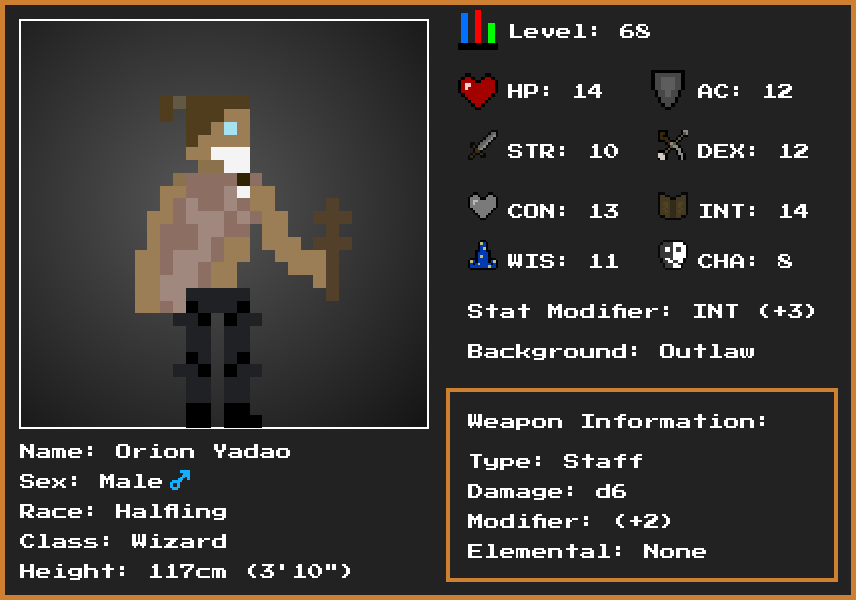 Level: 68
HP: 14
AC: 12
STR: 10
DEX: 12
CON: 13
INT: 14
WIS: 11
CHA: 8
Stat Modifier: INT (+3)
Background: Outlaw
Name: Orion Yadao
Sex: Male♂
Race: Halfling
Class: Wizard
Height: 117cm (3'10")
Weapon Information:
Type: Staff
Damage: d6
Modifier: (+2)
Elemental: None